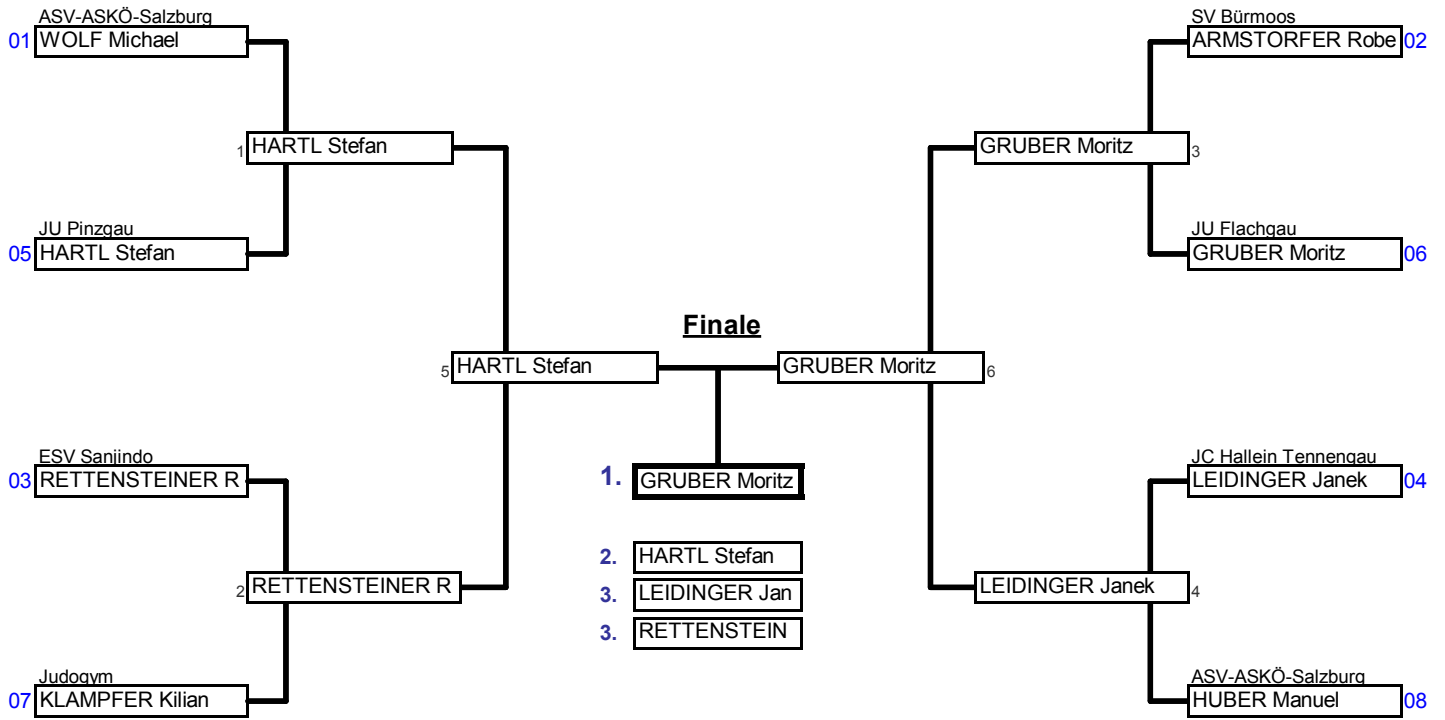 ASV-ASKÖ-Salzburg
01 WOLF Michael
SV Bürmoos
ARMSTORFER Robe 02
1 HARTL Stefan
GRUBER Moritz 3
JU Pinzgau
05 HARTL Stefan
JU Flachgau
GRUBER Moritz 06
Finale
5 HARTL Stefan
GRUBER Moritz 6
ESV Sanjindo
03 RETTENSTEINER R
1. GRUBER Moritz
JC Hallein Tennengau
LEIDINGER Janek 04
2. HARTL Stefan
2 RETTENSTEINER R
3. LEIDINGER Jan
LEIDINGER Janek 4
3. RETTENSTEIN
Judogym
07 KLAMPFER Kilian
ASV-ASKÖ-Salzburg
HUBER Manuel 08